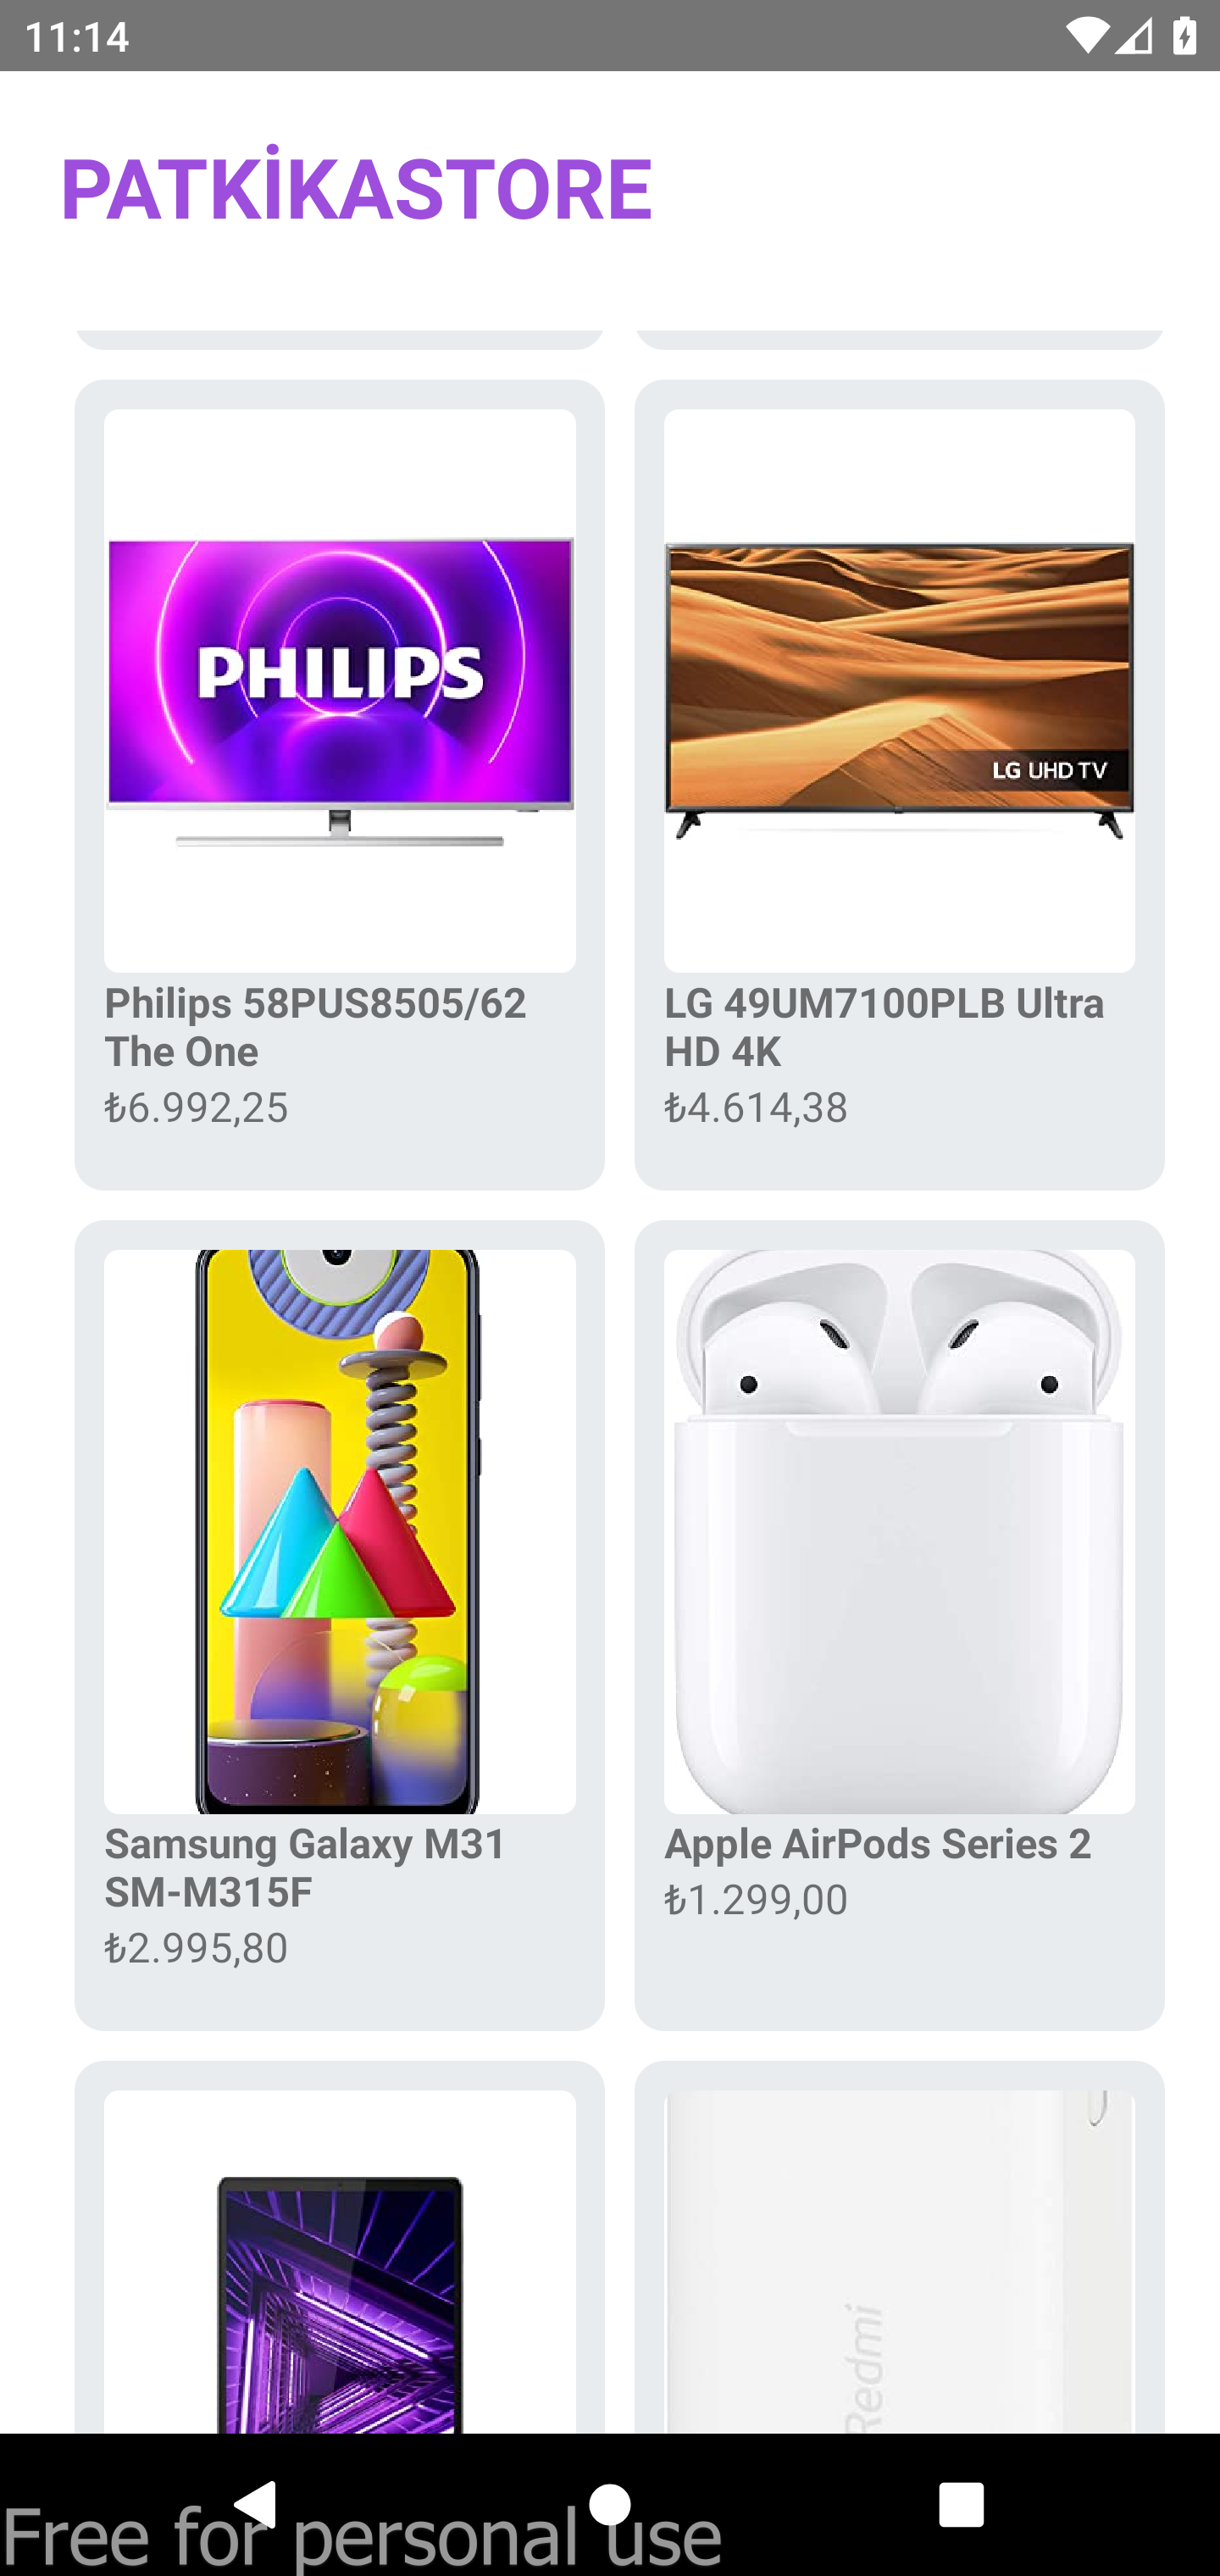 11:14
PATKİKASTORE
PHILIPS
LG UHD TV
Philips 58PUS8505/62
The One
₺6.992,25
LG 49UM7100PLB Ultra
HD 4K
₺4.614,38
Samsung Galaxy M31
SM-M315F
₺2.995,80
Apple AirPods Series 2
₺1.299,00
Redmi
Free for personal use